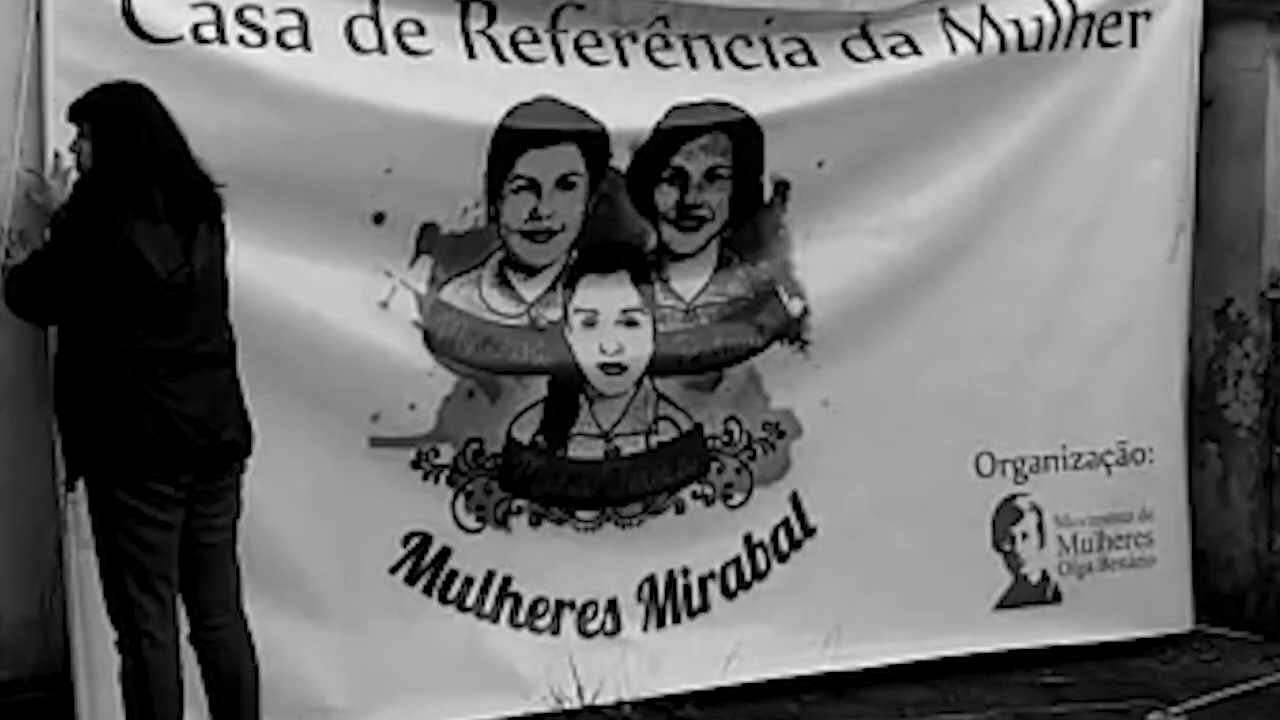 Casa de Referência da Mulher
Mulheres Mirabal
Organização:
Movimento de
Mulheres
Olga Benario